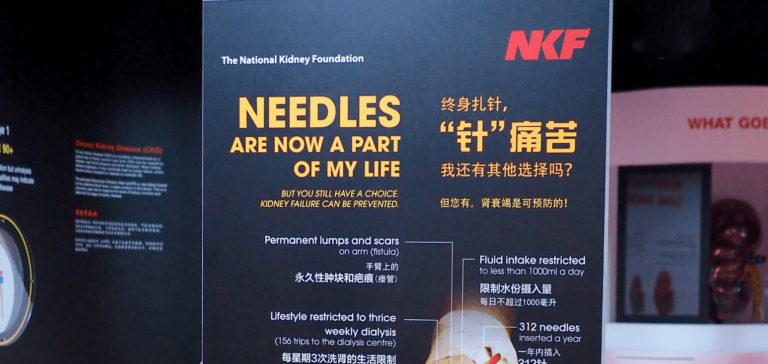 The National Kidney Foundation
NKF
NEEDLES
ARE NOW A PART
OF MY LIFE
BUT YOU STILL HAVE A CHOICE.
KIDNEY FAILURE CAN BE PREVENTED.
终身扎针，
“针”痛苦
我还有其他选择吗？
但您有。肾衰竭是可预防的！
Permanent lumps and scars
on arm (fistula)
手臂上的
永久性肿块和疤痕（瘘管）
Fluid intake restricted
to less than 1000ml a day
限制水份摄入量
每日不超过1000毫升
Lifestyle restricted to thrice
weekly dialysis
(156 trips to the dialysis centre)
每星期3次洗肾的生活限制
312 needles
inserted a year
一年内插入
312针
Chronic Kidney Disease (CKD)
90+
WHAT GOE